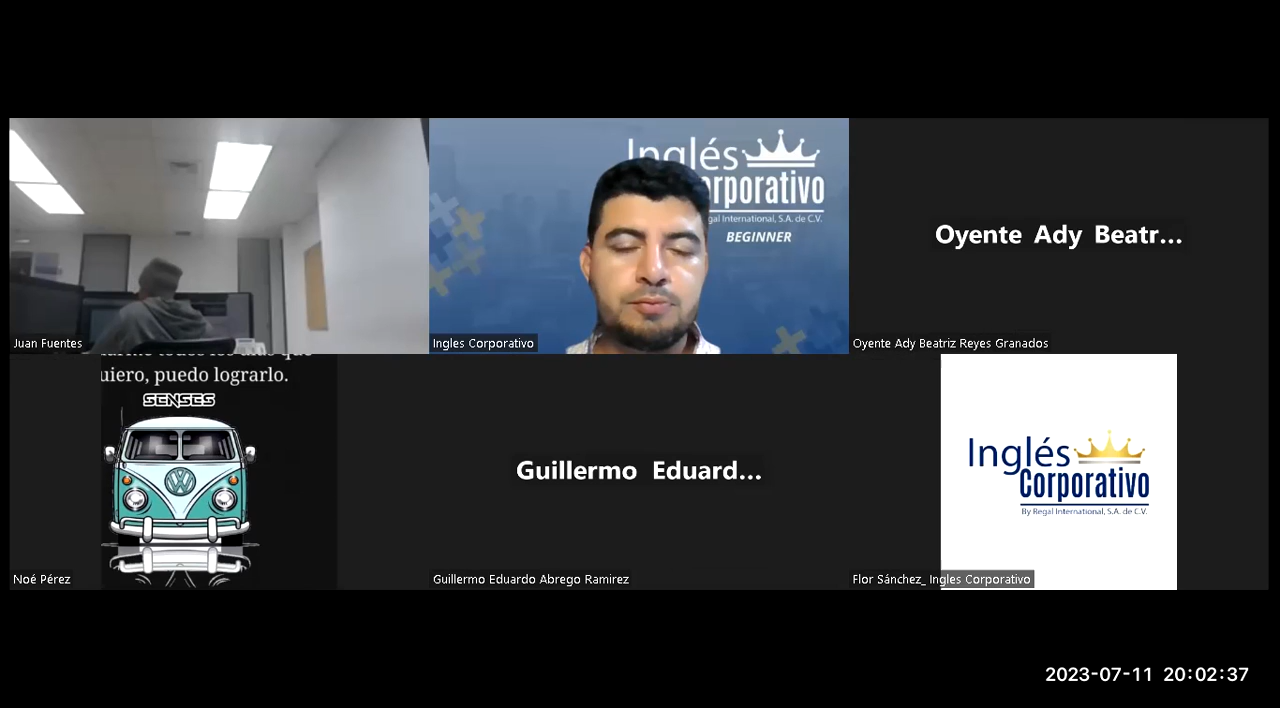 Inglés
orporativo
gal International, S.A. de C.V.
BEGINNER
Oyente Ady Beatr...
Juan Fuentes
Ingles Corporativo
Oyente Ady Beatriz Reyes Granados
uiero, puedo lograrlo.
SENSES
Guillermo Eduard...
Inglés
Corporativo
By Regal International, S.A. de C.V.
Noé Pérez
Guillermo Eduardo Abrego Ramirez
Flor Sánchez_ Ingles Corporativo
2023-07-11 20:02:37